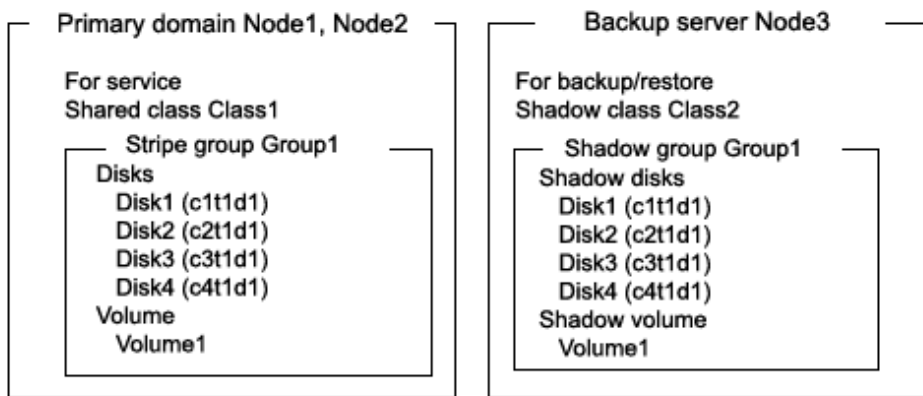 Primary domain Node1, Node2
For service
Shared class Class1
Stripe group Group1
Disks
Disk1 (c1t1d1)
Disk2 (c2t1d1)
Disk3 (c3t1d1)
Disk4 (c4t1d1)
Volume
Volume1
Backup server Node3
For backup/restore
Shadow class Class2
Shadow group Group1
Shadow disks
Disk1 (c1t1d1)
Disk2 (c2t1d1)
Disk3 (c3t1d1)
Disk4 (c4t1d1)
Shadow volume
Volume1